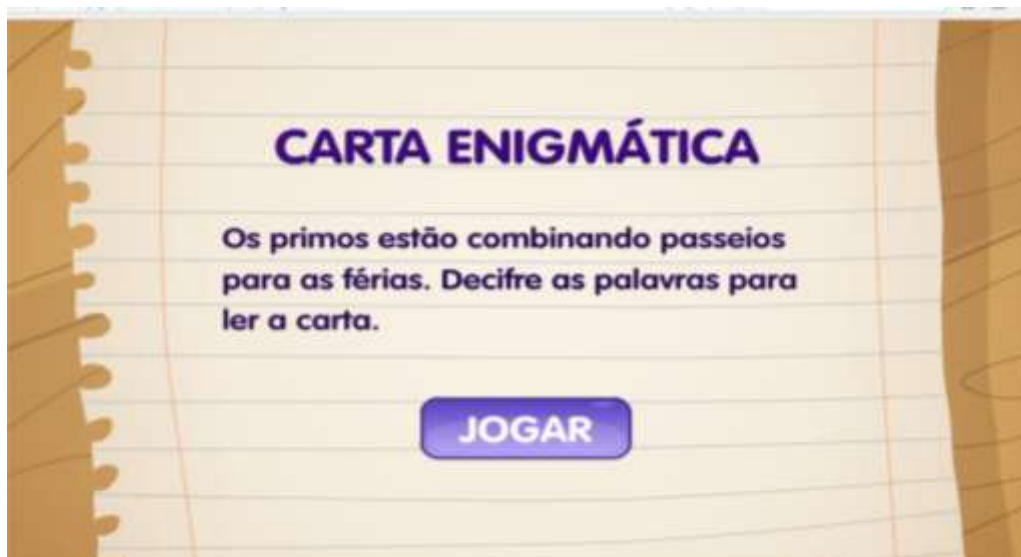 CARTA ENIGMÁTICA
Os primos estão combinando passeios
para as férias. Decifre as palavras para
ler a carta.
JOGAR